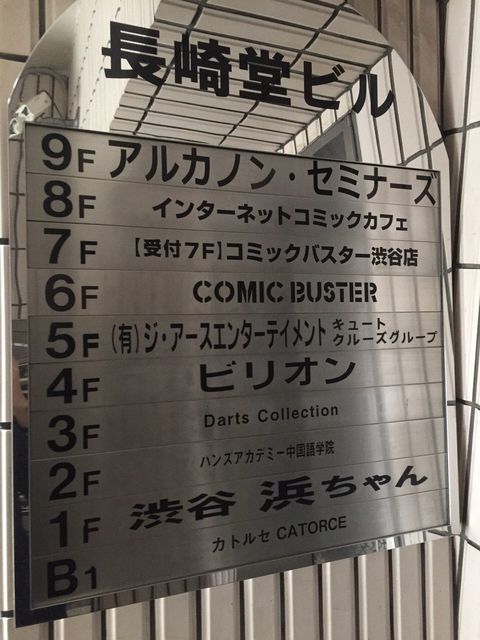 長崎堂ビル
9F アルカノン・セミナーズ
8F インターネットコミックカフェ
7F 【受付7F】コミックバスター渋谷店
6F COMIC BUSTER
5F (有)ジ・アースエンターテイメント キュート クルーズグループ
4F ビリオン
3F Darts Collection
2F ハンズアカデミー中国語学院
1F 渋谷 浜ちゃん
B1 カトルセ CATORCE